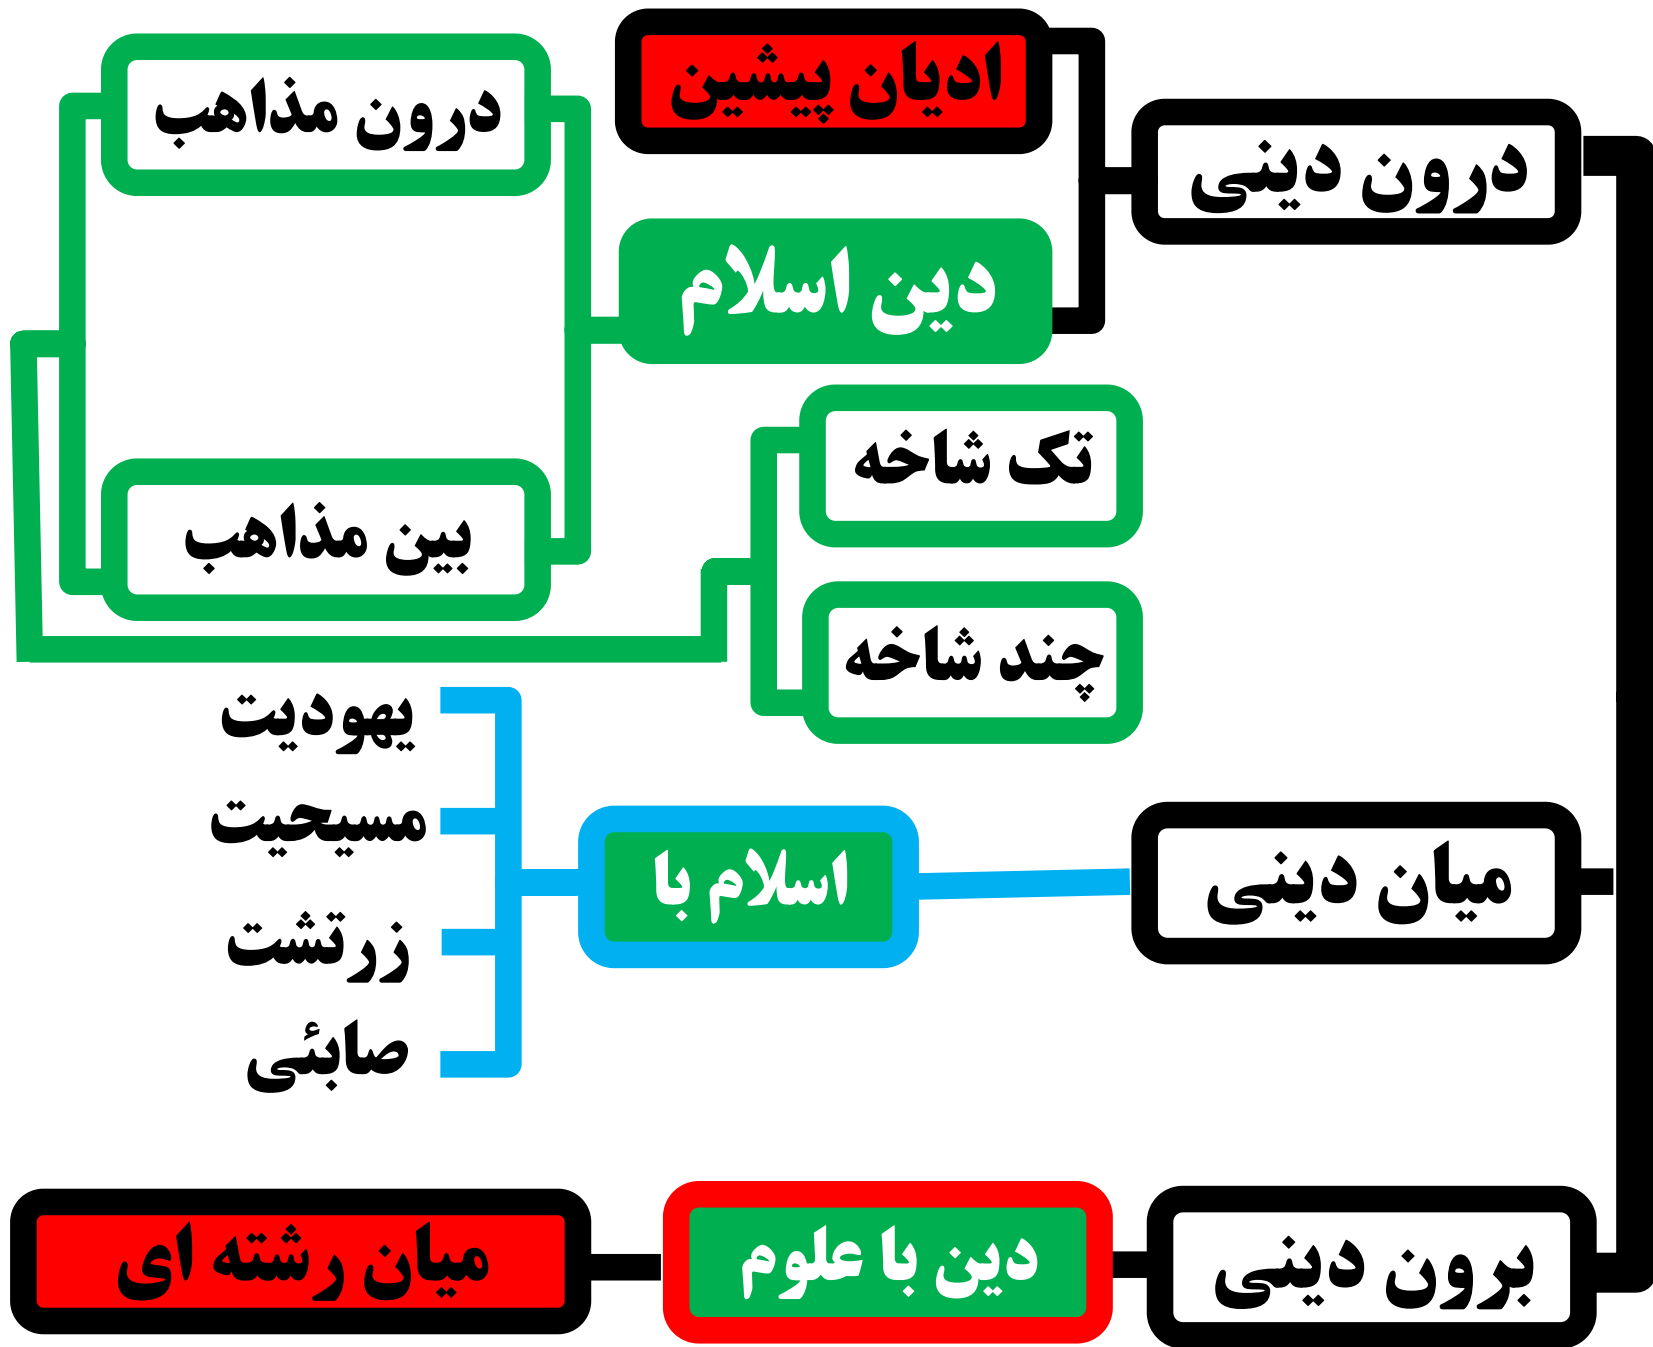 درون دینی
ادیان پیشین
دین اسلام
درون مذاهب
بین مذاهب
تک شاخه
چند شاخه
میان دینی
اسلام با
یهودیت
مسیحیت
زرتشت
صابئی
برون دینی
دین با علوم
میان رشته ای